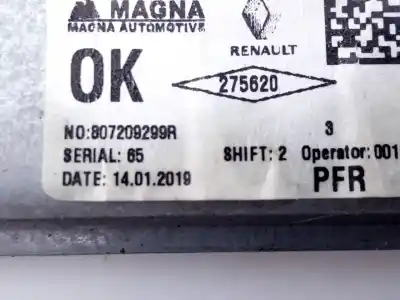 MAGNA
MAGNA AUTOMOTIVE
RENAULT
OK
275620
NO:807209299R
3
SERIAL: 65
SHIFT: 2 Operator: 001
DATE: 14.01.2019
PFR